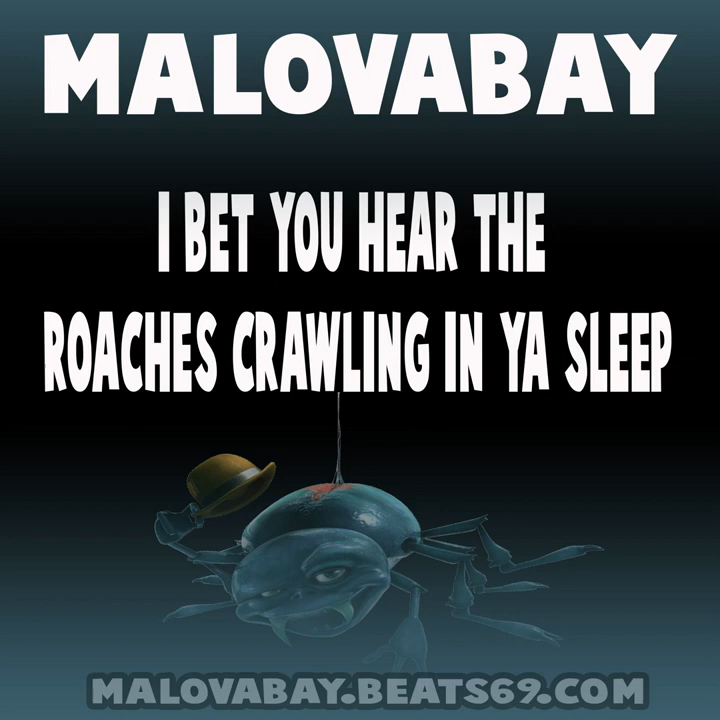 MALOVABAY
I BET YOU HEAR THE
ROACHES CRAWLING IN YA SLEEP
MALOVABAY.BEATS69.COM